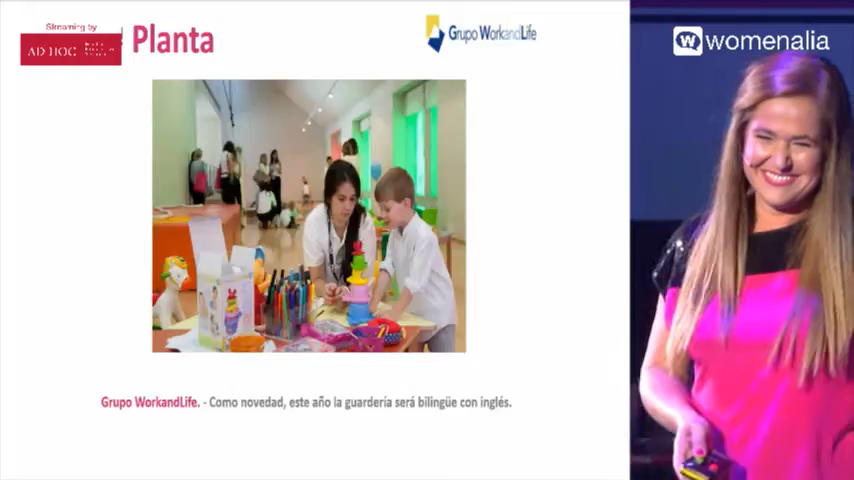 Streaming by
AD HOC
Planta
Grupo WorkandLife
womenalia
Grupo WorkandLife. - Como novedad, este año la guardería será bilingüe con inglés.